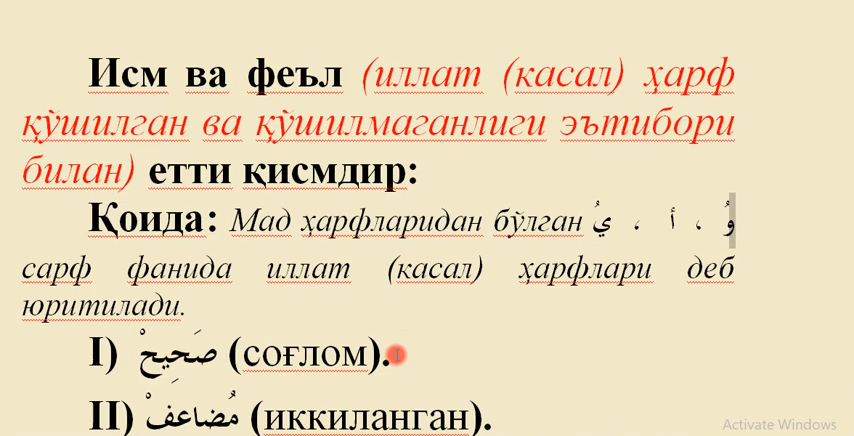 Исм ва феъл (иллат (касал) ҳарф
қўшилган ва қўшилмаганлиги эътибори
билан) етти қисмдир:
Қоида: Мад ҳарфларидан бўлган وُ ، أ ، يُ
сарф фанида иллат (касал) ҳарфлари деб
юритилади.
I) صَحِيحْ (соғлом).
II) مُضاعفْ (иккиланган).
Activate Windows